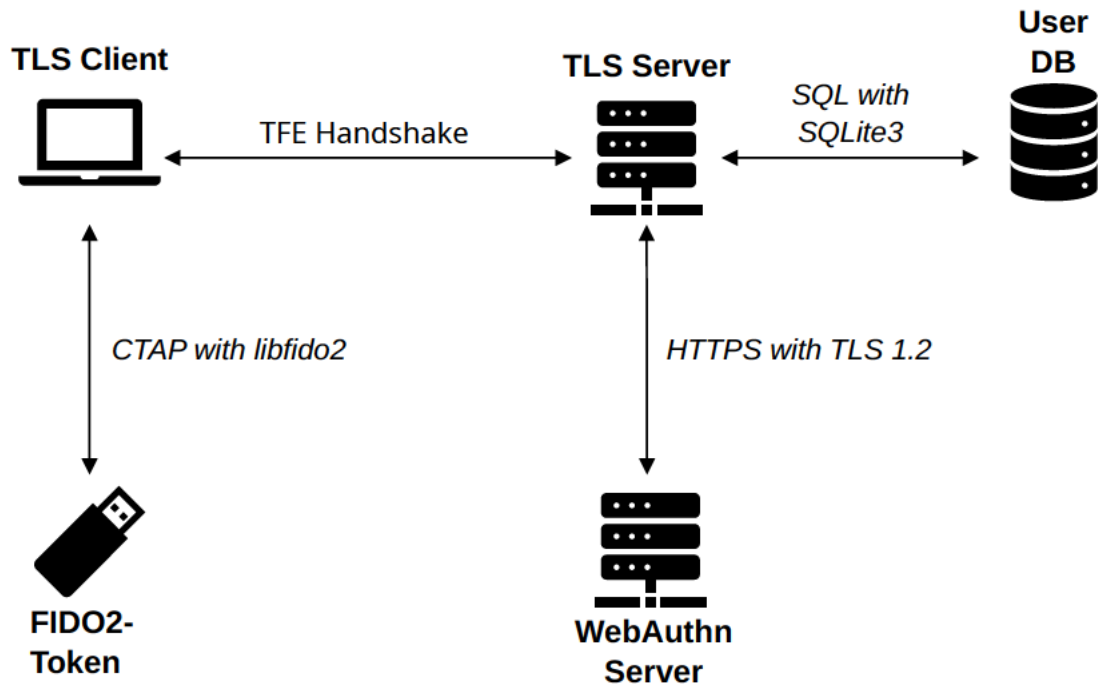 User
DB
TLS Client
TLS Server
SQL with
SQLite3
TFE Handshake
CTAP with libfido2
HTTPS with TLS 1.2
FIDO2-
Token
WebAuthn
Server